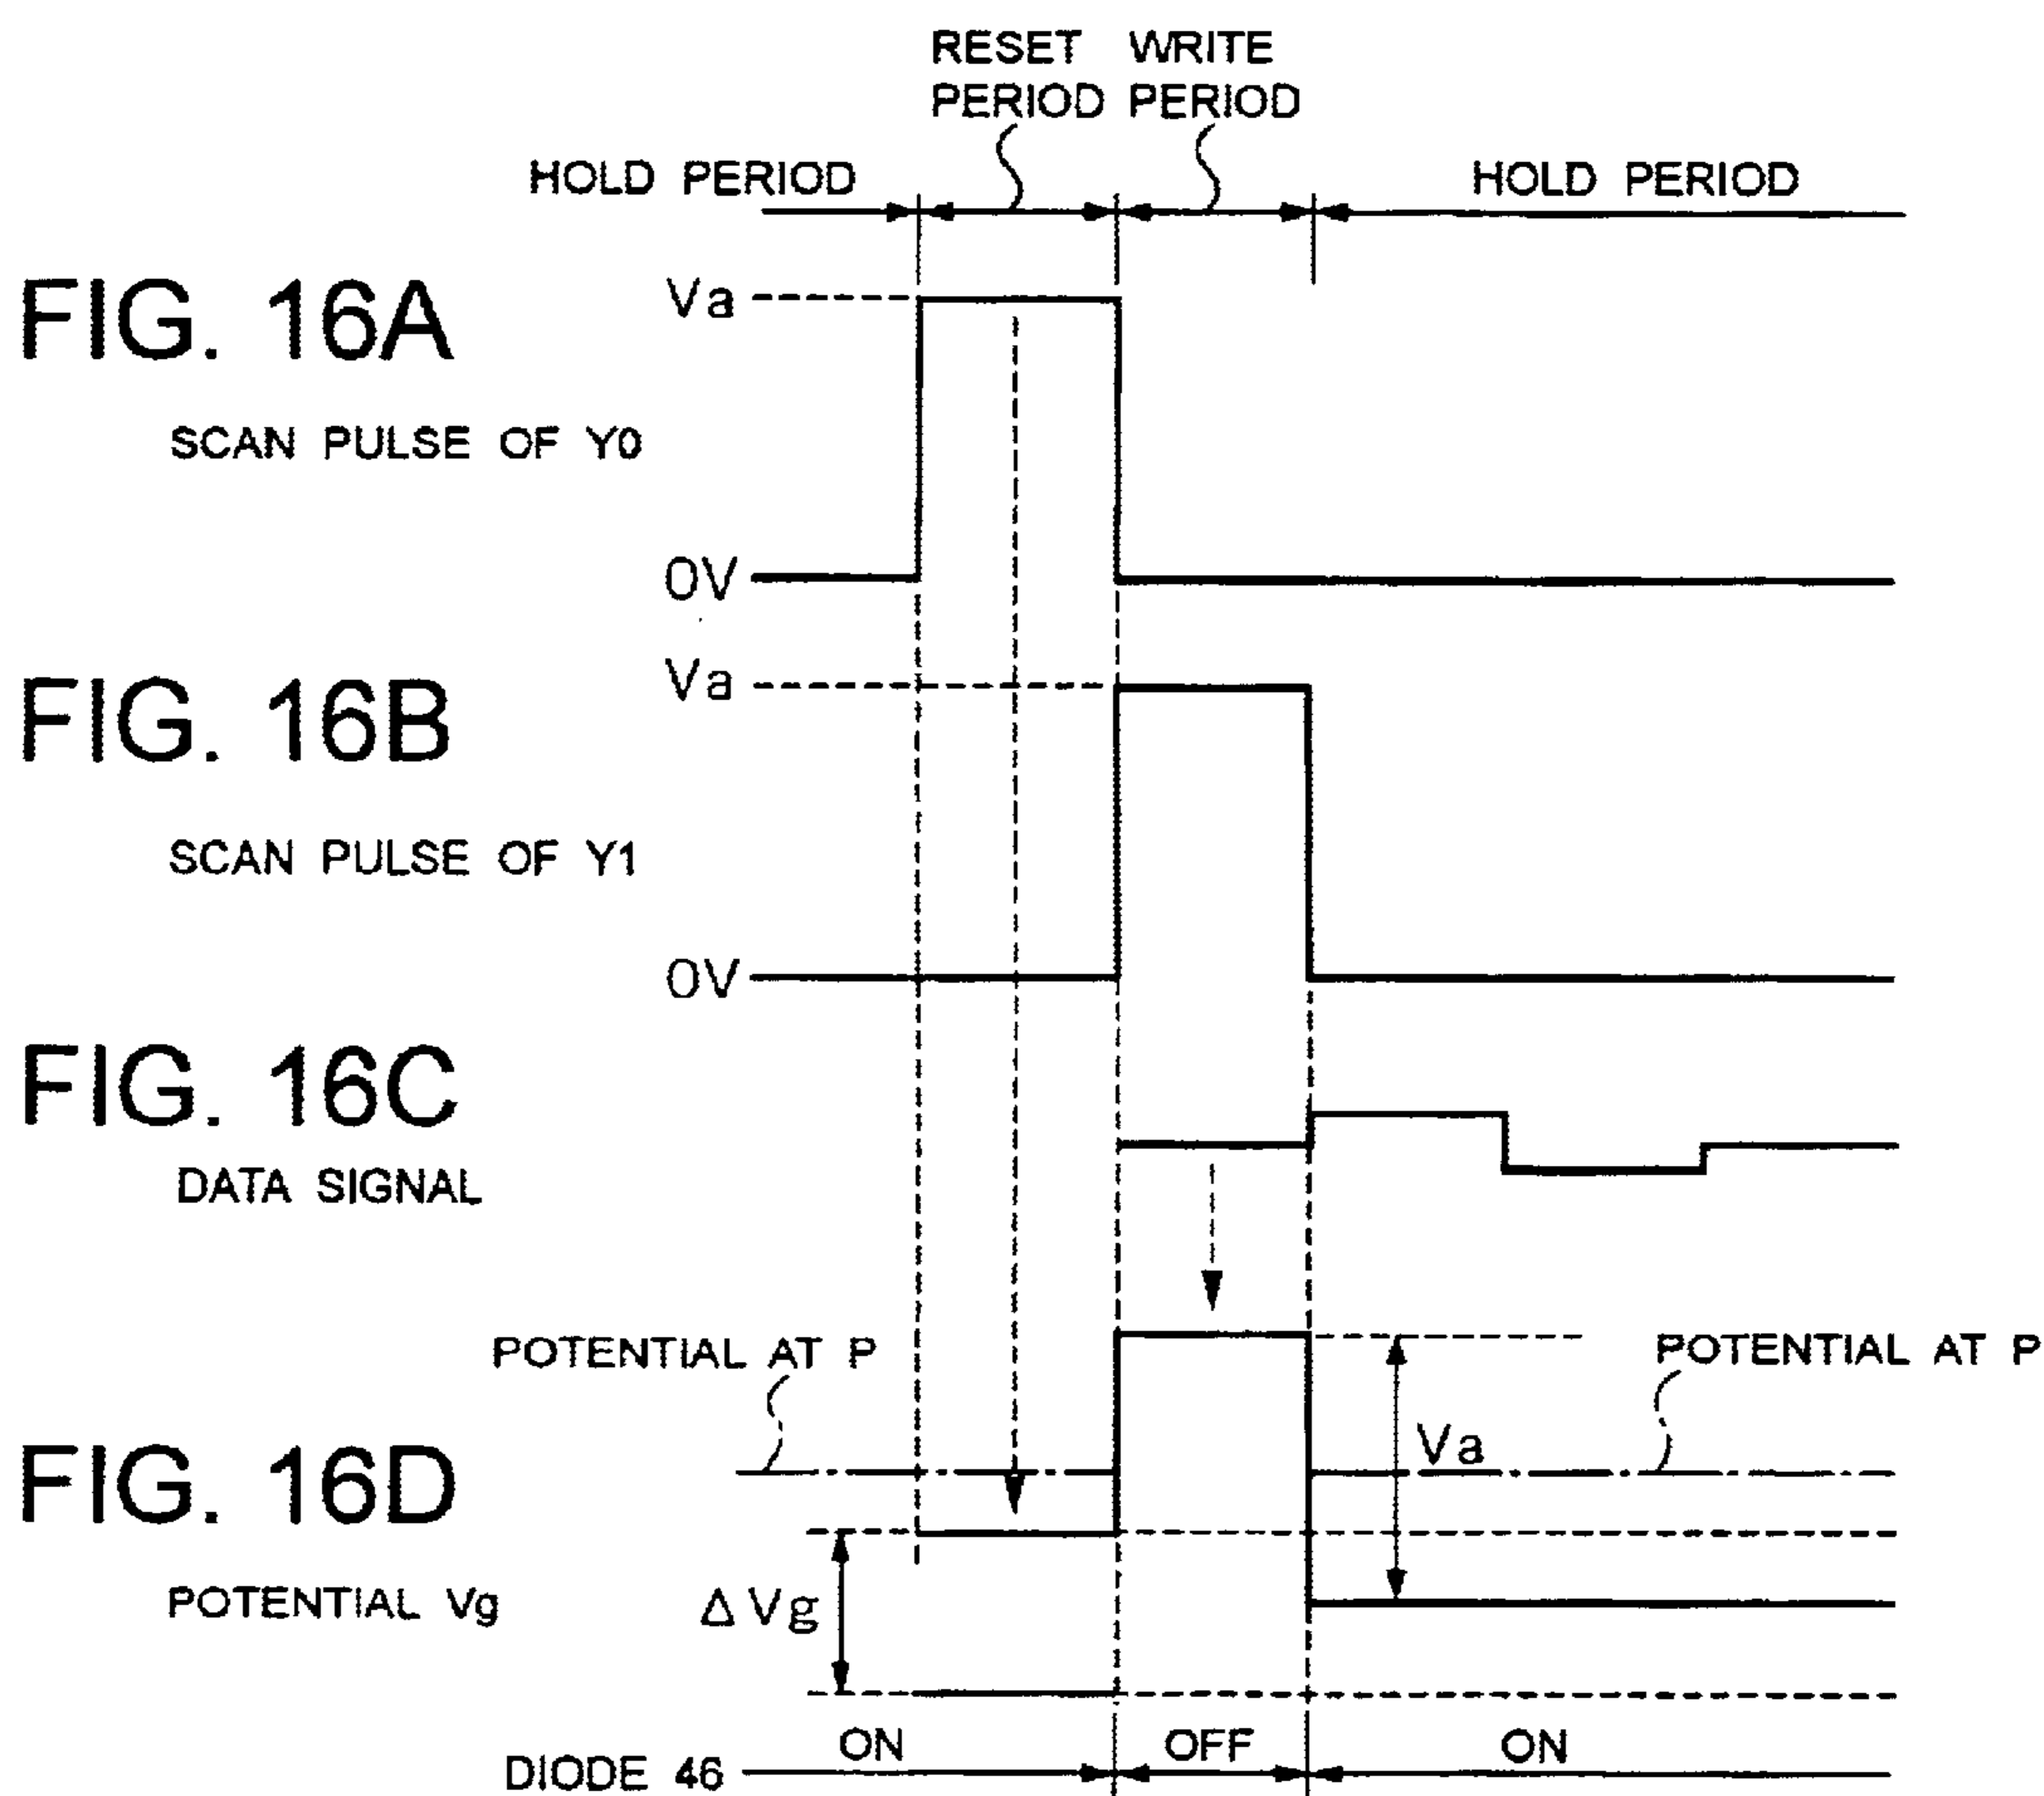 RESET WRITE
PERIOD PERIOD
HOLD PERIOD
HOLD PERIOD
FIG. 16A
Va
SCAN PULSE OF Y0
0V
FIG. 16B
Va
SCAN PULSE OF Y1
0V
FIG. 16C
DATA SIGNAL
POTENTIAL AT P
POTENTIAL AT P
Va
FIG. 16D
POTENTIAL Vg
ΔVg
ON
OFF
ON
DIODE 46